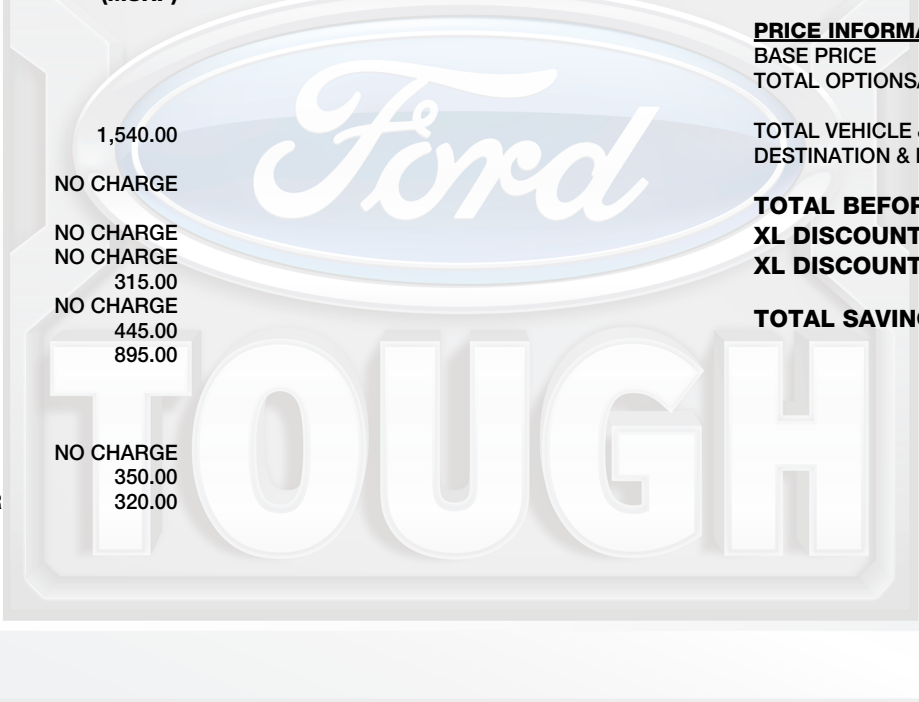 PRICE INFORMA
BASE PRICE
TOTAL OPTIONS
1,540.00
TOTAL VEHICLE
DESTINATION &
NO CHARGE
TOTAL BEFOR
NO CHARGE
XL DISCOUNT
NO CHARGE
XL DISCOUNT
315.00
NO CHARGE
TOTAL SAVIN
445.00
895.00
NO CHARGE
350.00
320.00
Ford
TOUGH